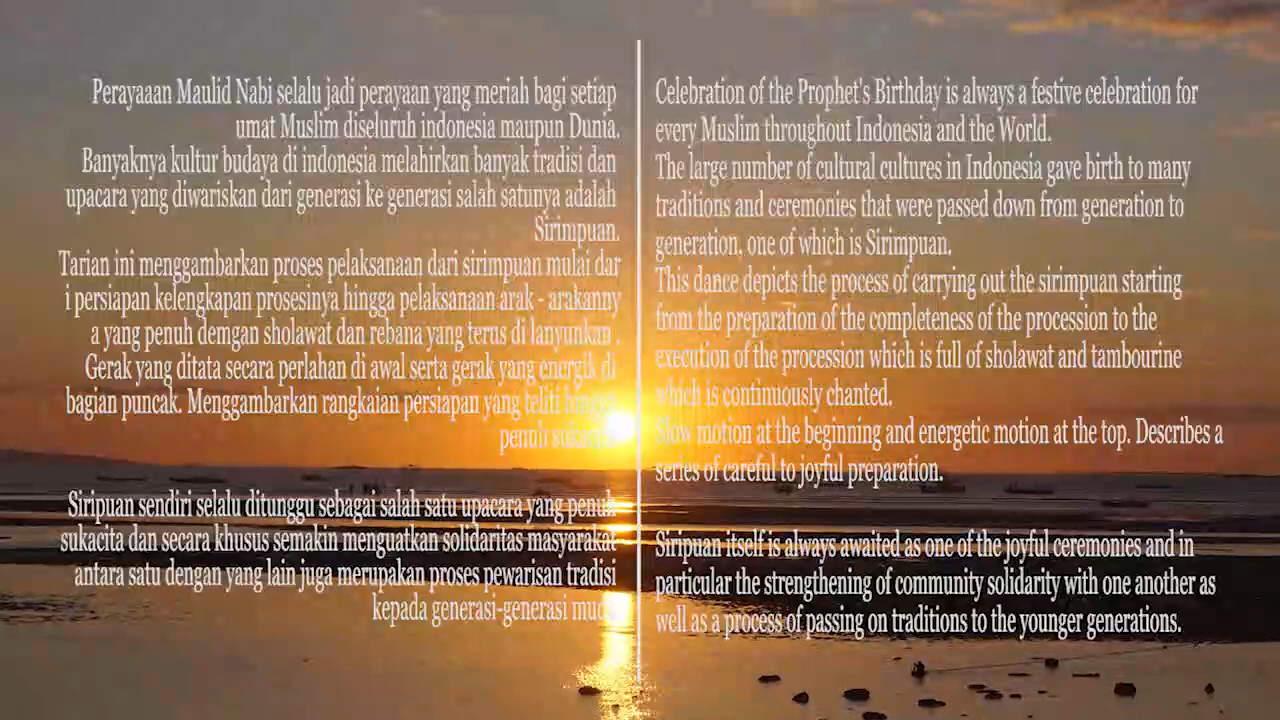 Perayaaan Maulid Nabi selalu jadi perayaan yang meriah bagi setiap
umat Muslim diseluruh indonesia maupun Dunia.
Banyaknya kultur budaya di indonesia melahirkan banyak tradisi dan
upacara yang diwariskan dari generasi ke generasi salah satunya adalah
Sirimpuan.
Tarian ini menggambarkan proses pelaksanaan dari sirimpuan mulai dar
i persiapan kelengkapan prosesinya hingga pelaksanaan arak - arakanny
a yang penuh demgan sholawat dan rebana yang terus di lanyunkan .
Gerak yang ditata secara perlahan di awal serta gerak yang energik di
bagian puncak. Menggambarkan rangkaian persiapan yang teliti hingga
penuh
Siripuan sendiri selalu ditunggu sebagai salah satu upacara yang penuh
sukacita dan secara khusus semakin menguatkan solidaritas masyarakat
antara satu dengan yang lain juga merupakan proses pewarisan tradisi
kepada generasi-generasi
Celebration of the Prophet's Birthday is always a festive celebration for
every Muslim throughout Indonesia and the World.
The large number of cultural cultures in Indonesia gave birth to many
traditions and ceremonies that were passed down from generation to
generation, one of which is Sirimpuan.
This dance depicts the process of carrying out the sirimpuan starting
from the preparation of the completeness of the procession to the
execution of the procession which is full of sholawat and tambourine
which is continuously chanted.
Slow motion at the beginning and energetic motion at the top. Describes a
series of careful to joyful preparation.
Siripuan itself is always awaited as one of the joyful ceremonies and in
particular the strengthening of community solidarity with one another as
well as a process of passing on traditions to the younger generations.